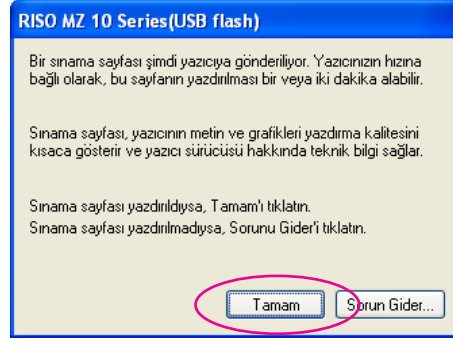 RISO MZ 10 Series(USB flash)
Bir sınama sayfası şimdi yazıcıya gönderiliyor. Yazıcınızın hızına
bağlı olarak, bu sayfanın yazdırılması bir veya iki dakika alabilir.
Sınama sayfası, yazıcının metin ve grafikleri yazdırma kalitesini
kısaca gösterir ve yazıcı sürücüsü hakkında teknik bilgi sağlar.
Sınama sayfası yazdırıldıysa, Tamam'ı tıklatın.
Sınama sayfası yazdırılmadıysa, Sorunu Gider'i tıklatın.
Tamam
Sorun Gider...